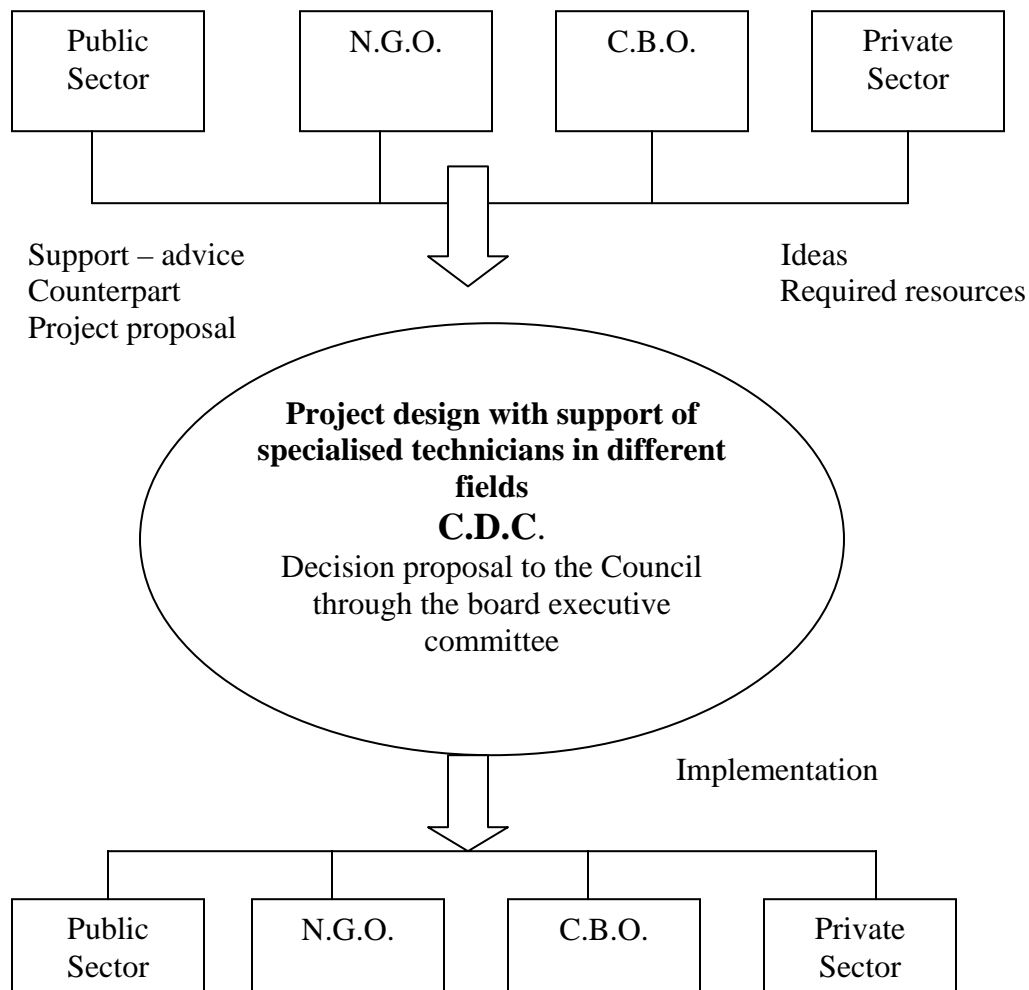 Public
Sector
N.G.O.
C.B.O.
Private
Sector
Support – advice
Counterpart
Project proposal
Ideas
Required resources
Project design with support of
specialised technicians in different
fields
C.D.C.
Decision proposal to the Council
through the board executive
committee
Implementation
Public
Sector
N.G.O.
C.B.O.
Private
Sector